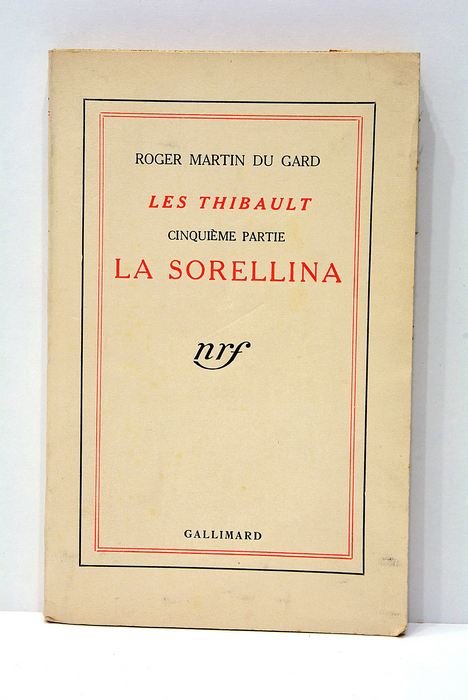 ROGER MARTIN DU GARD
LES THIBAULT
CINQUIÈME PARTIE
LA SORELLINA
nrf
GALLIMARD